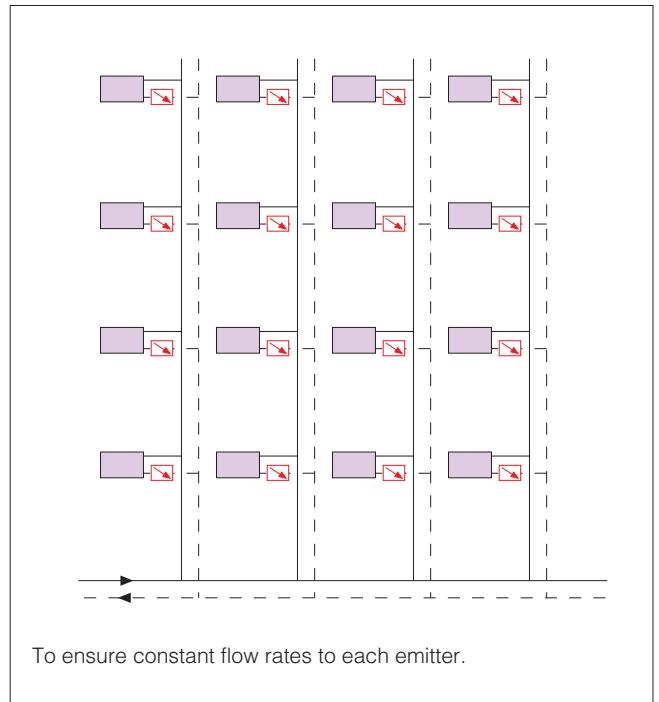 To ensure constant flow rates to each emitter.